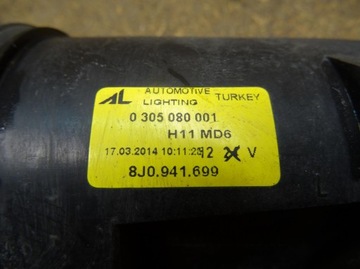 AL AUTOMOTIVE LIGHTING TURKEY
0 305 080 001
H11 MD6
17.03.2014 10:11:23 12 V
8J0.941.699